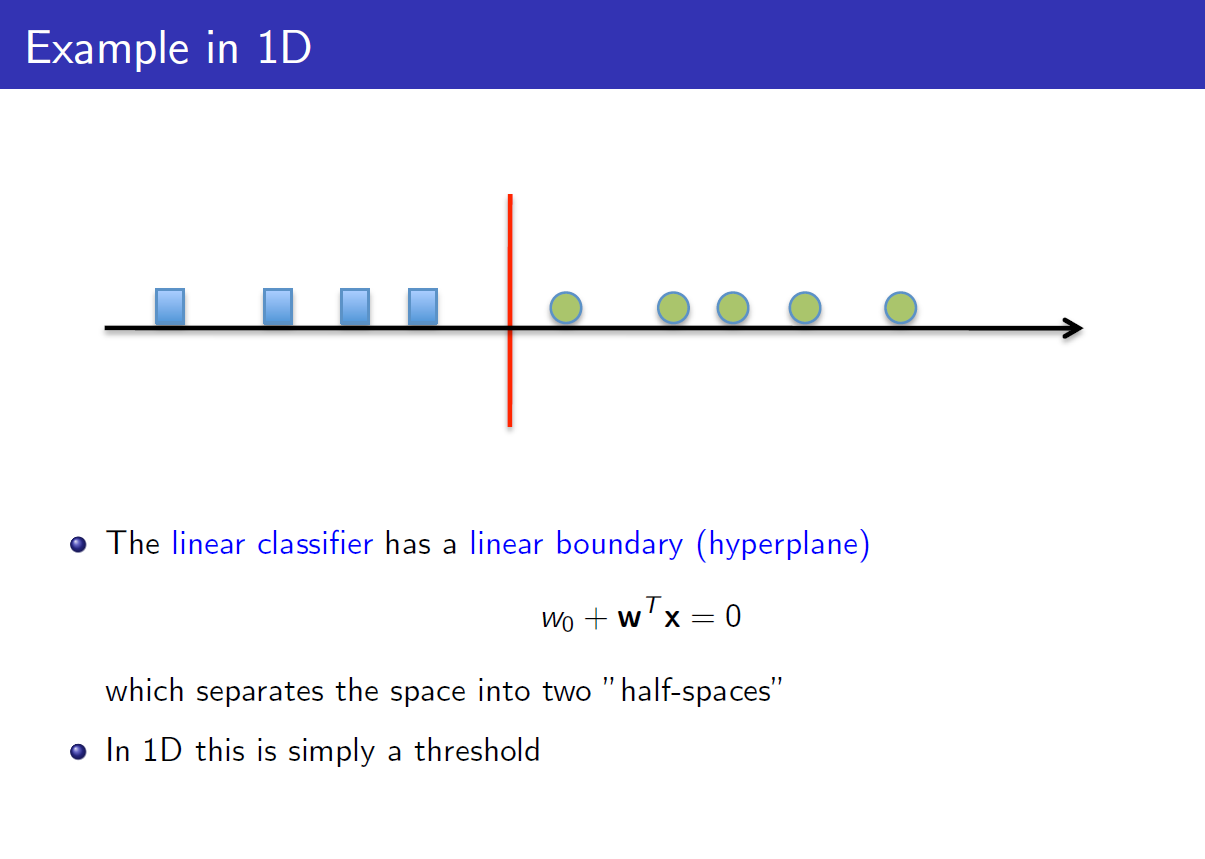 Example in 1D
The linear classifier has a linear boundary (hyperplane)
w₀ + wᵀx = 0
which separates the space into two ”half-spaces”
In 1D this is simply a threshold